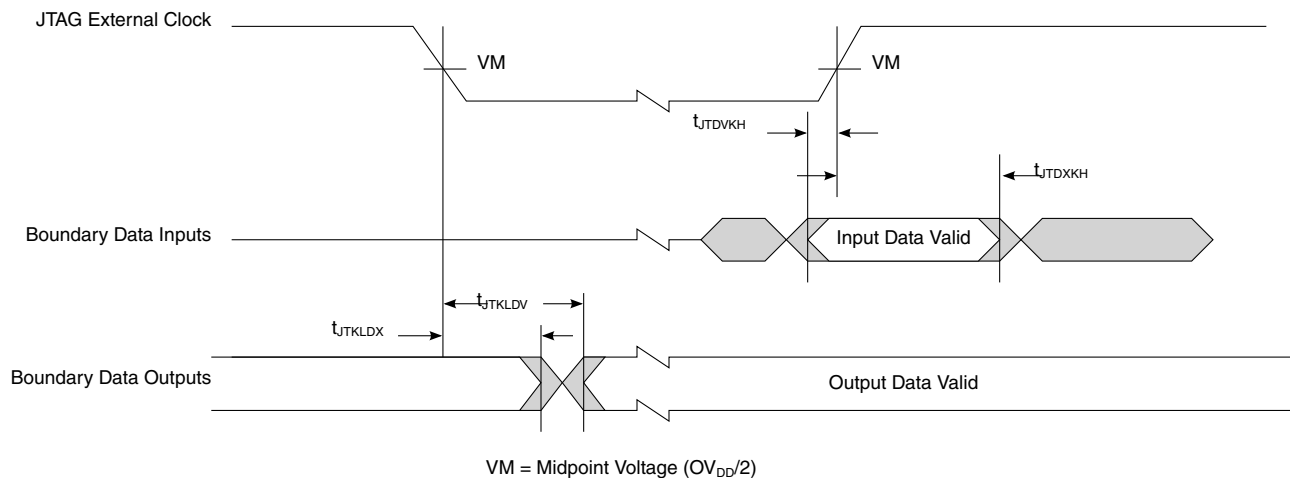 JTAG External Clock
VM
VM
tJTDVKH
tJTDXKH
Boundary Data Inputs
Input Data Valid
tJTKLDV
tJTKLDX
Boundary Data Outputs
Output Data Valid
VM = Midpoint Voltage (OVDD/2)